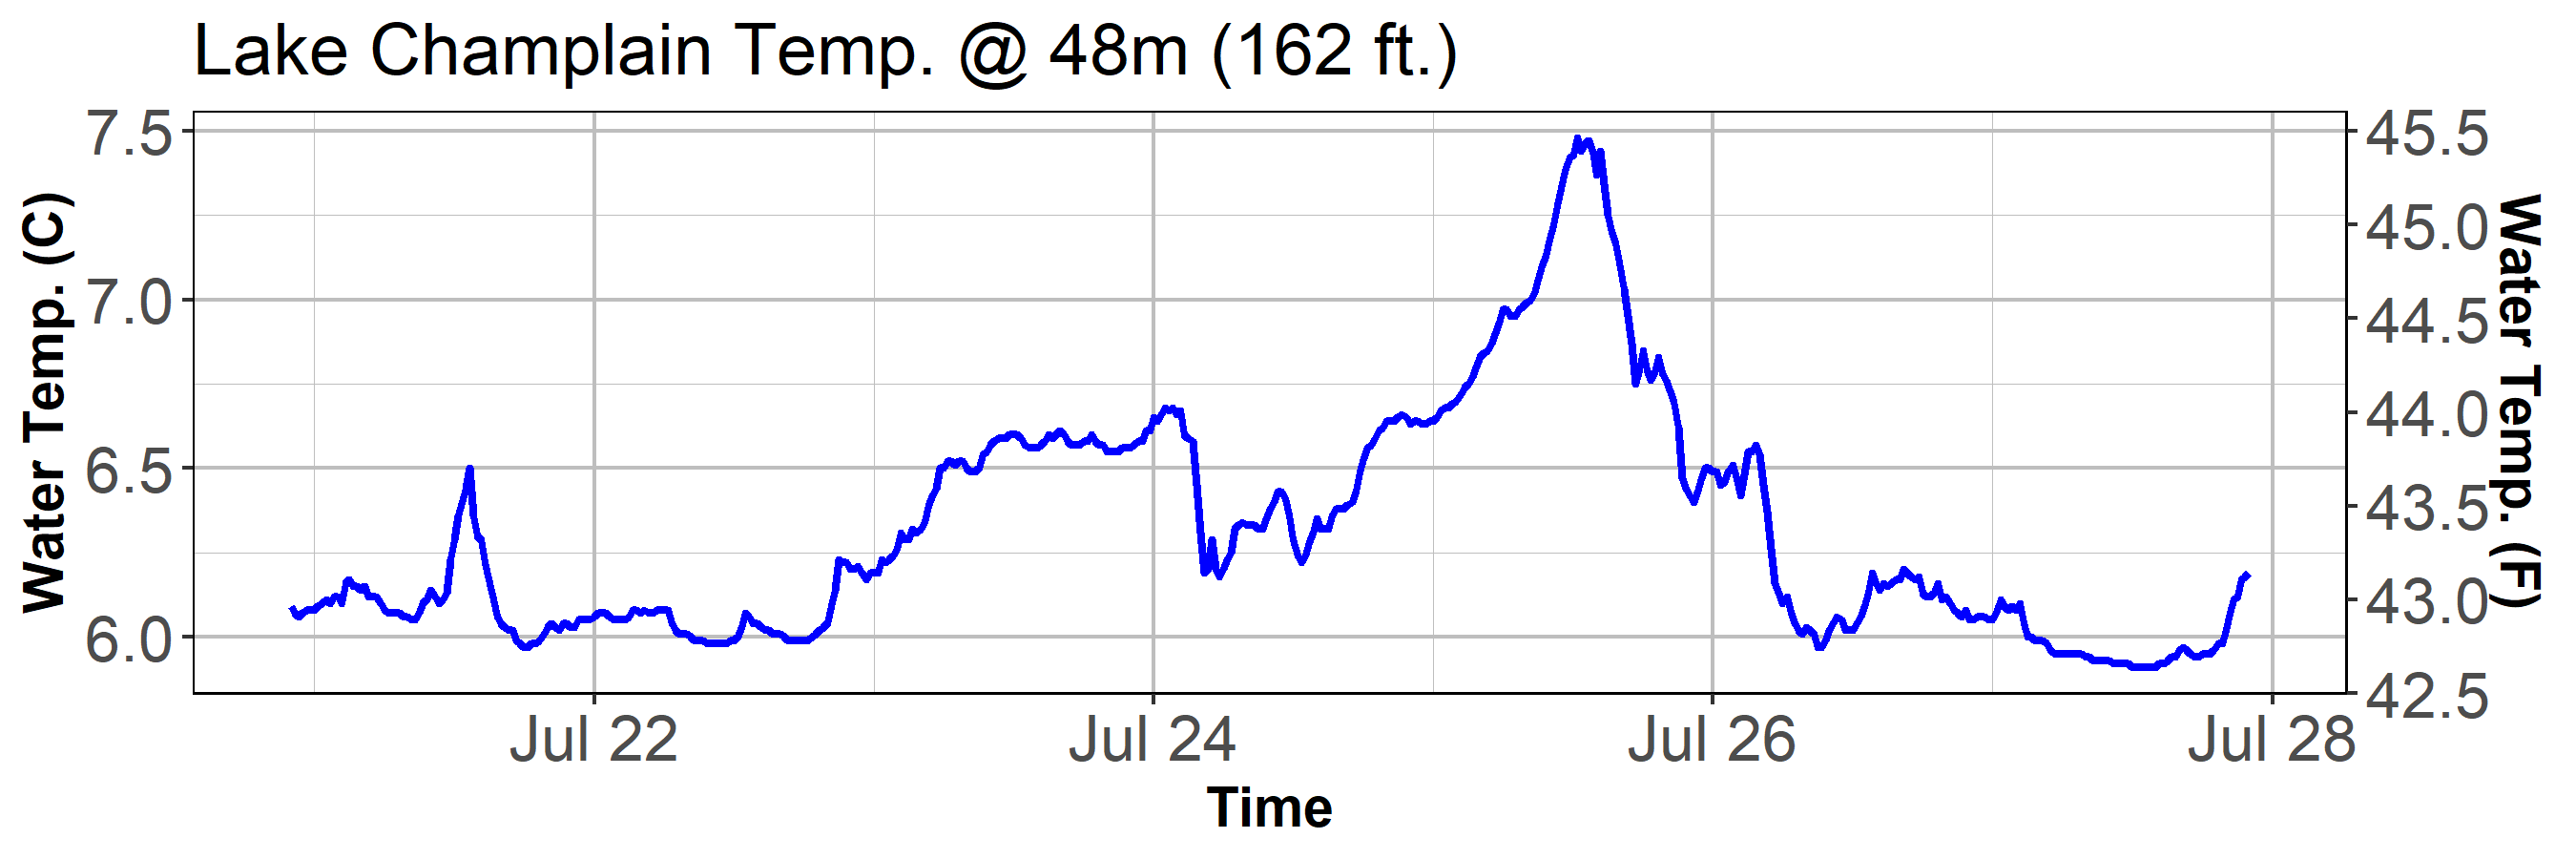 Lake Champlain Temp. @ 48m (162 ft.)
Water Temp. (C)
7.5
7.0
6.5
6.0
45.5
45.0
44.5
44.0
43.5
43.0
42.5
Water Temp. (F)
Jul 22
Jul 24
Jul 26
Jul 28
Time